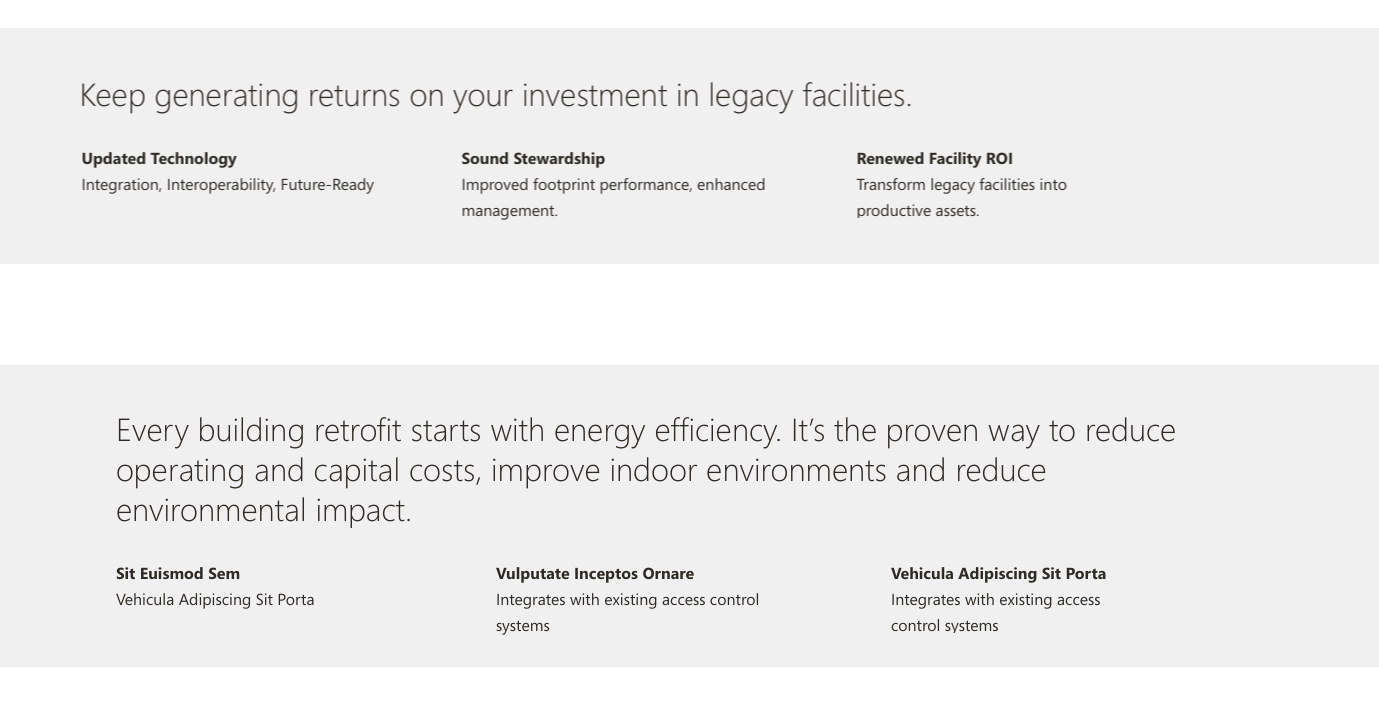 Keep generating returns on your investment in legacy facilities.
Updated Technology
Integration, Interoperability, Future-Ready
Sound Stewardship
Improved footprint performance, enhanced
management.
Renewed Facility ROI
Transform legacy facilities into
productive assets.
Every building retrofit starts with energy efficiency. It’s the proven way to reduce
operating and capital costs, improve indoor environments and reduce
environmental impact.
Sit Euismod Sem
Vehicula Adipiscing Sit Porta
Vulputate Inceptos Ornare
Integrates with existing access control
systems
Vehicula Adipiscing Sit Porta
Integrates with existing access
control systems